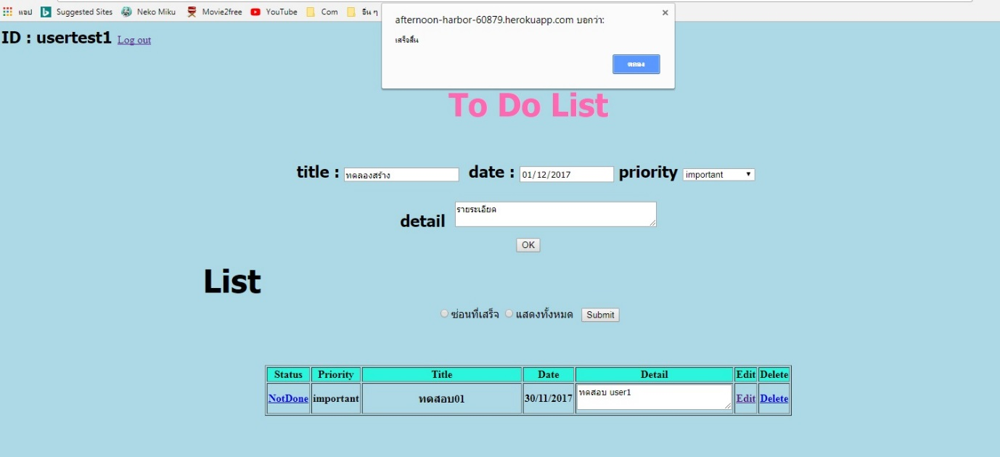 แอป Suggested Sites Neko Miku Movie2free YouTube Com อื่น ๆ
afternoon-harbor-60879.herokuapp.com บอกว่า:
เสร็จสิ้น
ตกลง
ID : usertest1 Log out
To Do List
title : ทดลองสร้าง date : 01/12/2017 priority important
detail รายระเอียด
OK
List
ซ่อนที่เสร็จ แสดงทั้งหมด Submit
Status Priority Title Date Detail Edit Delete
NotDone important ทดสอบ01 30/11/2017 ทดสอบ user1 Edit Delete